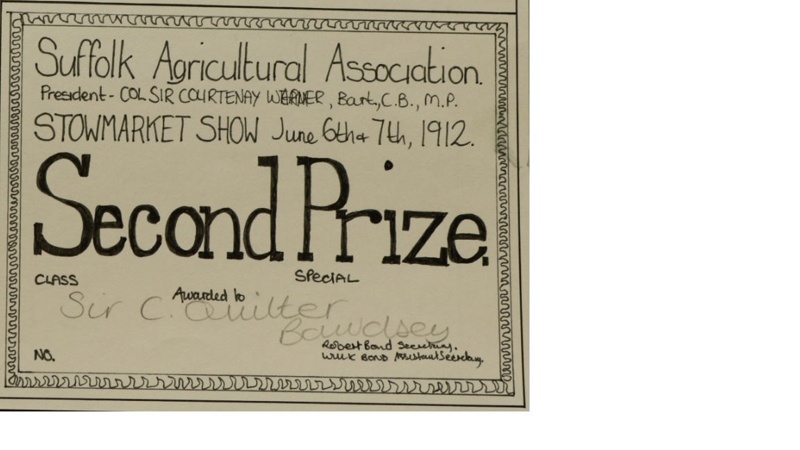 Suffolk Agricultural Association.
President - COL SIR COURTENAY WARNER, Bart, C.B., M.P.
STOWMARKET SHOW June 6th & 7th, 1912.
Second Prize.
CLASS SPECIAL
Awarded to
Sir C. Quilter
Bawdsey
Robert Bond Secretary.
NO. BOND Assistant Secretary.